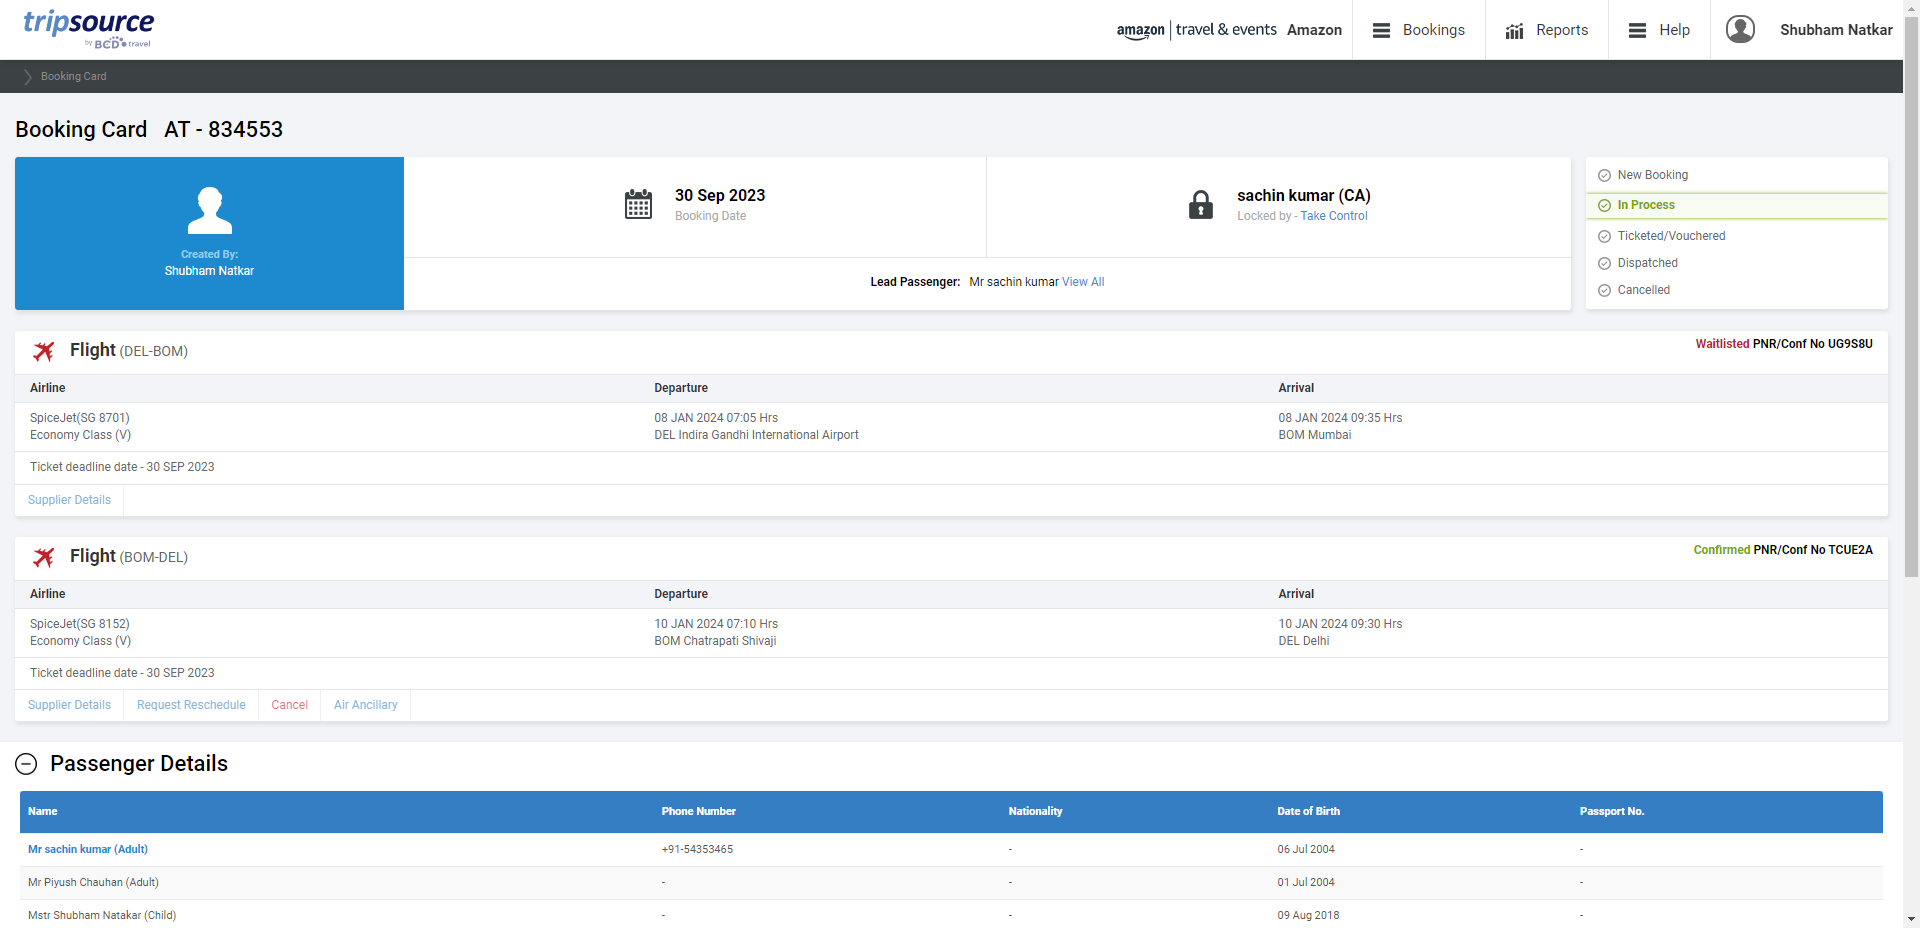 tripsource
by BCD travel
amazon | travel & events Amazon
Bookings
Reports
Help
Shubham Natkar
Booking Card
Booking Card AT - 834553
Created By:
Shubham Natkar
30 Sep 2023
Booking Date
sachin kumar (CA)
Locked by - Take Control
Lead Passenger: Mr sachin kumar View All
New Booking
In Process
Ticketed/Vouchered
Dispatched
Cancelled
Flight (DEL-BOM)
Waitlisted PNR/Conf No UG9S8U
Airline Departure Arrival
SpiceJet(SG 8701) 08 JAN 2024 07:05 Hrs 08 JAN 2024 09:35 Hrs
Economy Class (V) DEL Indira Gandhi International Airport BOM Mumbai
Ticket deadline date - 30 SEP 2023
Supplier Details
Flight (BOM-DEL)
Confirmed PNR/Conf No TCUE2A
Airline Departure Arrival
SpiceJet(SG 8152) 10 JAN 2024 07:10 Hrs 10 JAN 2024 09:30 Hrs
Economy Class (V) BOM Chatrapati Shivaji DEL Delhi
Ticket deadline date - 30 SEP 2023
Supplier Details Request Reschedule Cancel Air Ancillary
Passenger Details
Name Phone Number Nationality Date of Birth Passport No.
Mr sachin kumar (Adult) +91-54353465 - 06 Jul 2004 -
Mr Piyush Chauhan (Adult) - - 01 Jul 2004 -
Mstr Shubham Natakar (Child) - - 09 Aug 2018 -